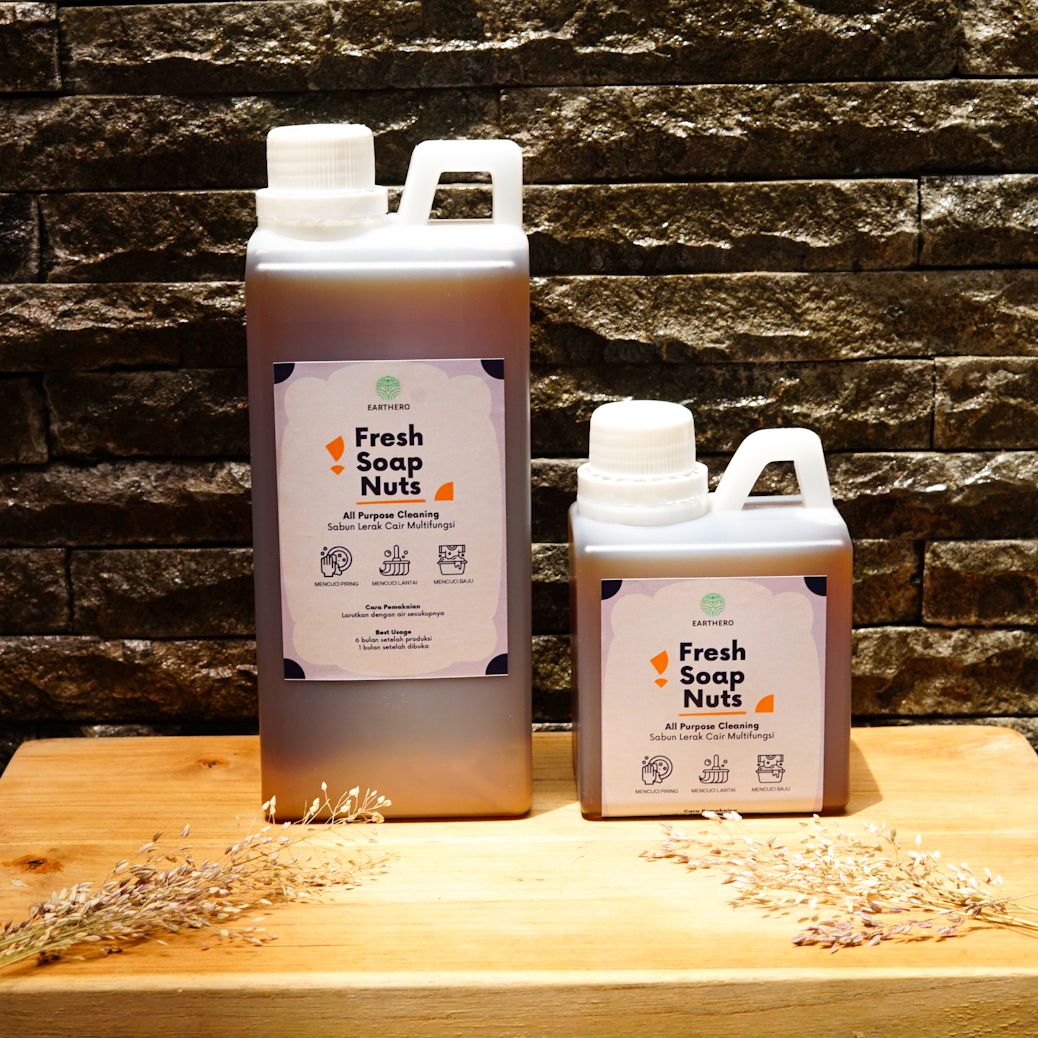 EARTHERO
Fresh
Soap
Nuts
All Purpose Cleaning
Sabun Lerak Cair Multifungsi
MENCUCI PIRING
MENCUCI LANTAI
MENCUCI BAJU
Cara Pemakaian
Larutkan dengan air secukupnya
Best Usage
6 bulan setelah produksi
1 bulan setelah dibuka
EARTHERO
Fresh
Soap
Nuts
All Purpose Cleaning
Sabun Lerak Cair Multifungsi
MENCUCI PIRING
MENCUCI LANTAI
MENCUCI BAJU
Cara Pemakaian